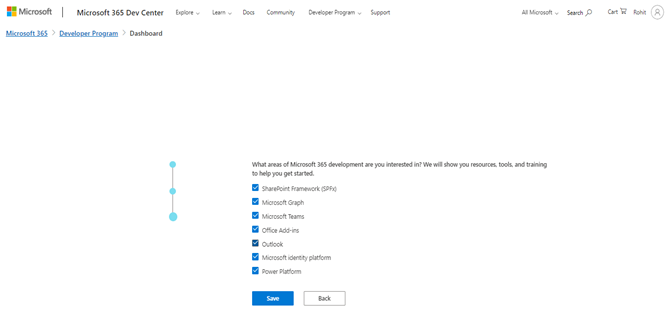 Microsoft | Microsoft 365 Dev Center Explore Learn Docs Community Developer Program Support All Microsoft Search Cart Rohit
Microsoft 365 > Developer Program > Dashboard
What areas of Microsoft 365 development are you interested in? We will show you resources, tools, and training
to help you get started.
SharePoint Framework (SPFx)
Microsoft Graph
Microsoft Teams
Office Add-ins
Outlook
Microsoft identity platform
Power Platform
Save Back